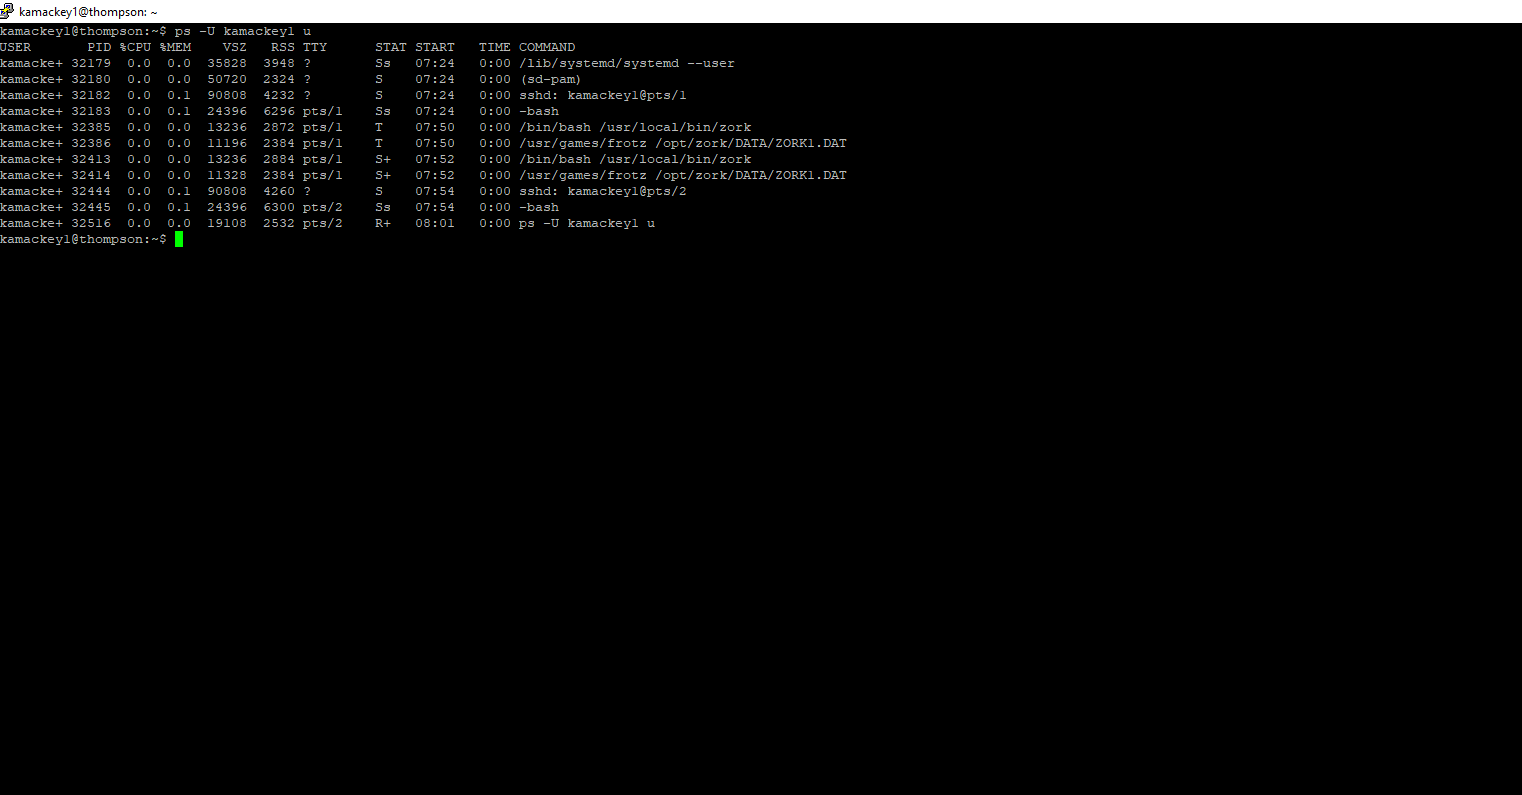 kamackey1@thompson: ~
kamackey1@thompson:~$ ps -U kamackey1 u
USER       PID %CPU %MEM    VSZ   RSS TTY      STAT START   TIME COMMAND
kamacke+ 32179  0.0  0.0  35828  3948 ?        Ss   07:24   0:00 /lib/systemd/systemd --user
kamacke+ 32180  0.0  0.0  50720  2324 ?        S    07:24   0:00 (sd-pam)
kamacke+ 32182  0.0  0.1  90808  4232 ?        S    07:24   0:00 sshd: kamackey1@pts/1
kamacke+ 32183  0.0  0.1  24396  6296 pts/1    Ss   07:24   0:00 -bash
kamacke+ 32385  0.0  0.0  13236  2872 pts/1    T    07:50   0:00 /bin/bash /usr/local/bin/zork
kamacke+ 32386  0.0  0.0  11196  2384 pts/1    T    07:50   0:00 /usr/games/frotz /opt/zork/DATA/ZORK1.DAT
kamacke+ 32413  0.0  0.0  13236  2884 pts/1    S+   07:52   0:00 /bin/bash /usr/local/bin/zork
kamacke+ 32414  0.0  0.0  11328  2384 pts/1    S+   07:52   0:00 /usr/games/frotz /opt/zork/DATA/ZORK1.DAT
kamacke+ 32444  0.0  0.1  90808  4260 ?        S    07:54   0:00 sshd: kamackey1@pts/2
kamacke+ 32445  0.0  0.1  24396  6300 pts/2    Ss   07:54   0:00 -bash
kamacke+ 32516  0.0  0.0  19108  2532 pts/2    R+   08:01   0:00 ps -U kamackey1 u
kamackey1@thompson:~$